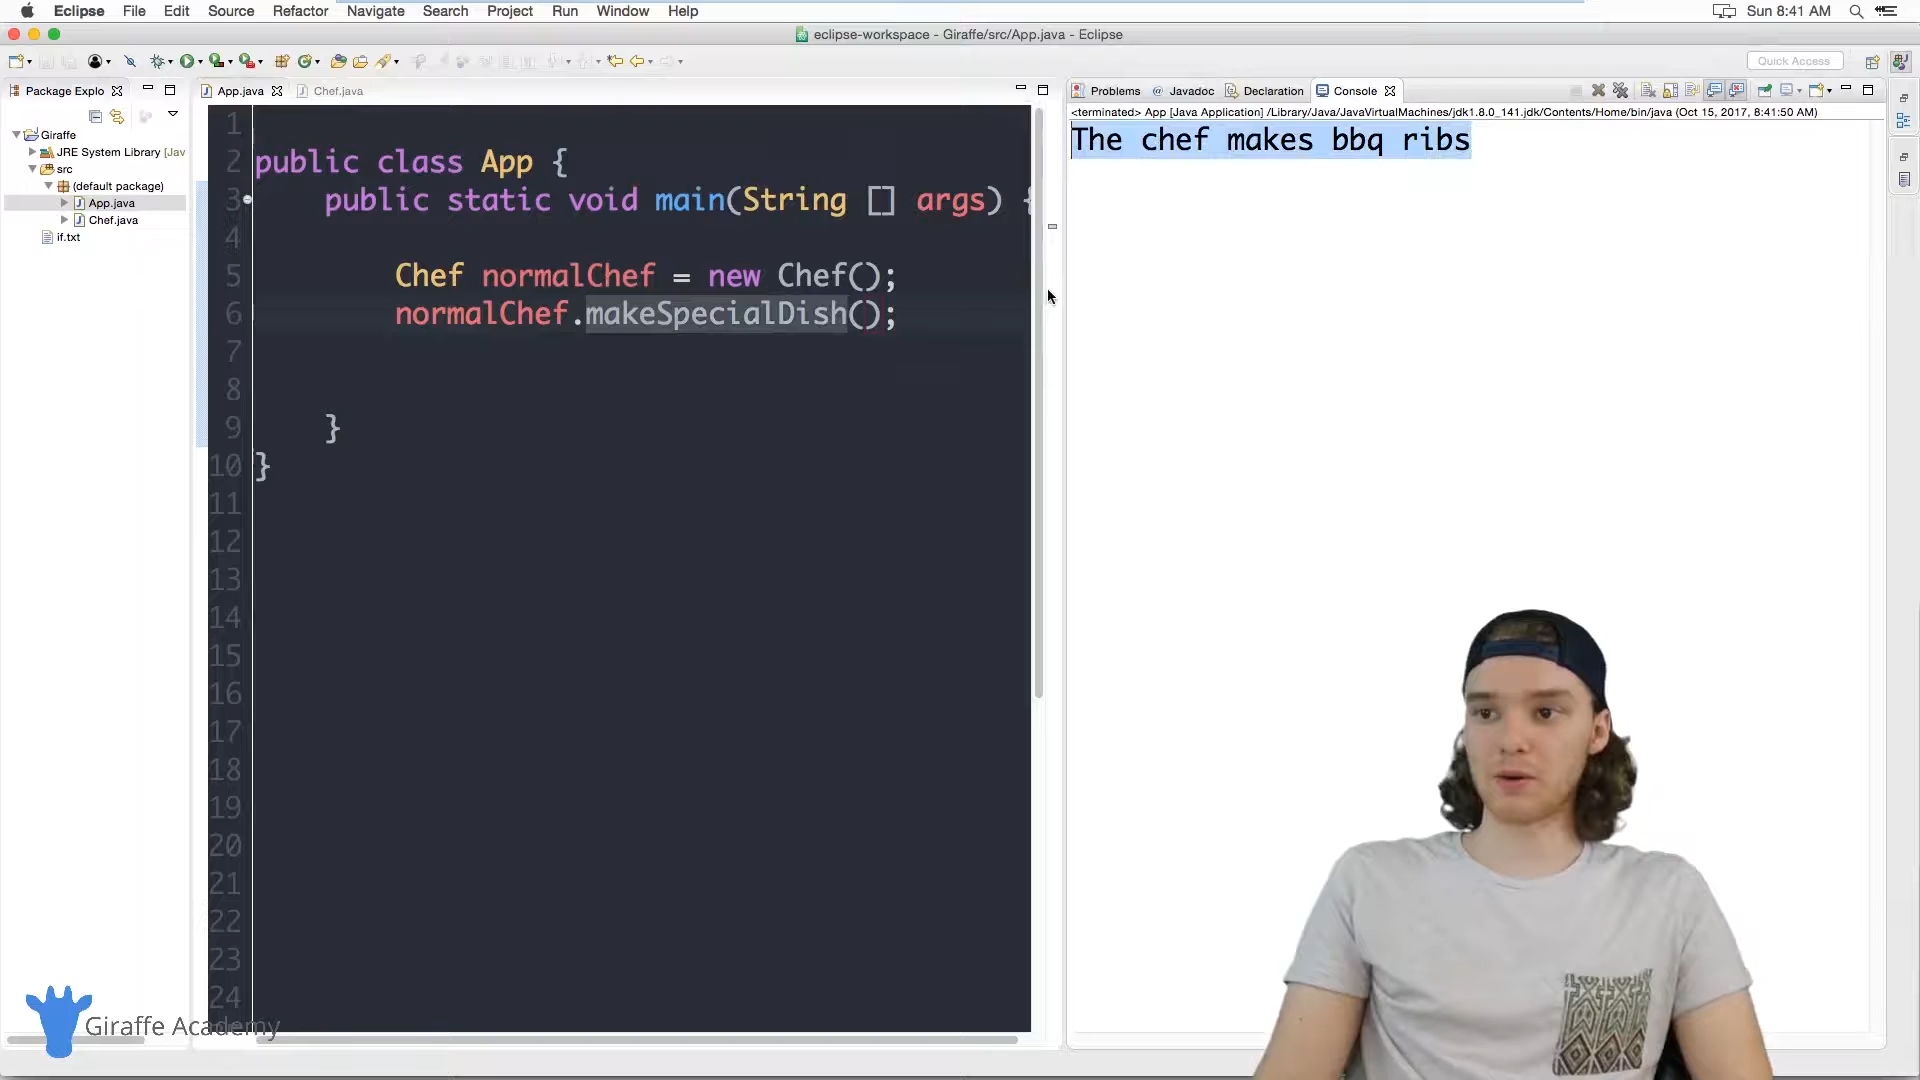 Eclipse File Edit Source Refactor Navigate Search Project Run Window Help Sun 8:41 AM
eclipse-workspace - Giraffe/src/App.java - Eclipse
Quick Access
Package Explo App.java Chef.java Problems Javadoc Declaration Console
<terminated> App [Java Application] /Library/Java/JavaVirtualMachines/jdk1.8.0_141.jdk/Contents/Home/bin/java (Oct 15, 2017, 8:41:50 AM)
Giraffe
JRE System Library [Jav
src
(default package)
App.java
Chef.java
if.txt
1
2 public class App {
3 public static void main(String [] args) {
4
5 Chef normalChef = new Chef();
6 normalChef.makeSpecialDish();
7
8
9 }
10 }
11
12
13
14
15
16
17
18
19
20
21
22
23
24
The chef makes bbq ribs
Giraffe Academy